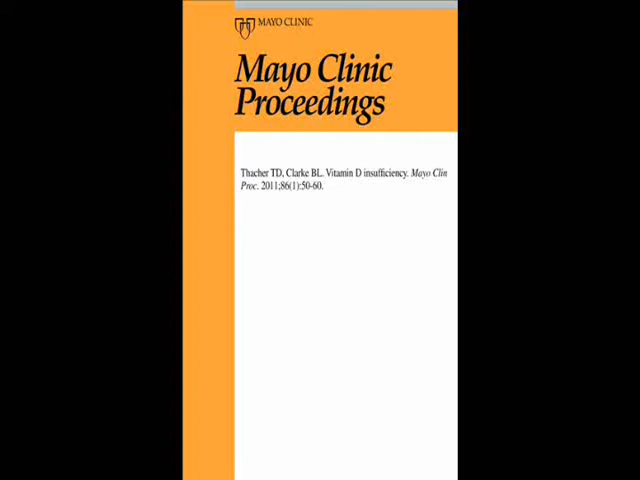 MAYO CLINIC
Mayo Clinic
Proceedings
Thacher TD, Clarke BL. Vitamin D insufficiency. Mayo Clin
Proc. 2011;86(1):50-60.